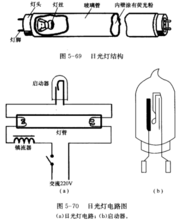 灯头 灯丝 玻璃管 内壁涂有荧光粉
灯脚
图 5-69 日光灯结构
启动器
灯管
镇流器
交流220V
(a)
(b)
图 5-70 日光灯电路图
(a)日光灯电路; (b)启动器。